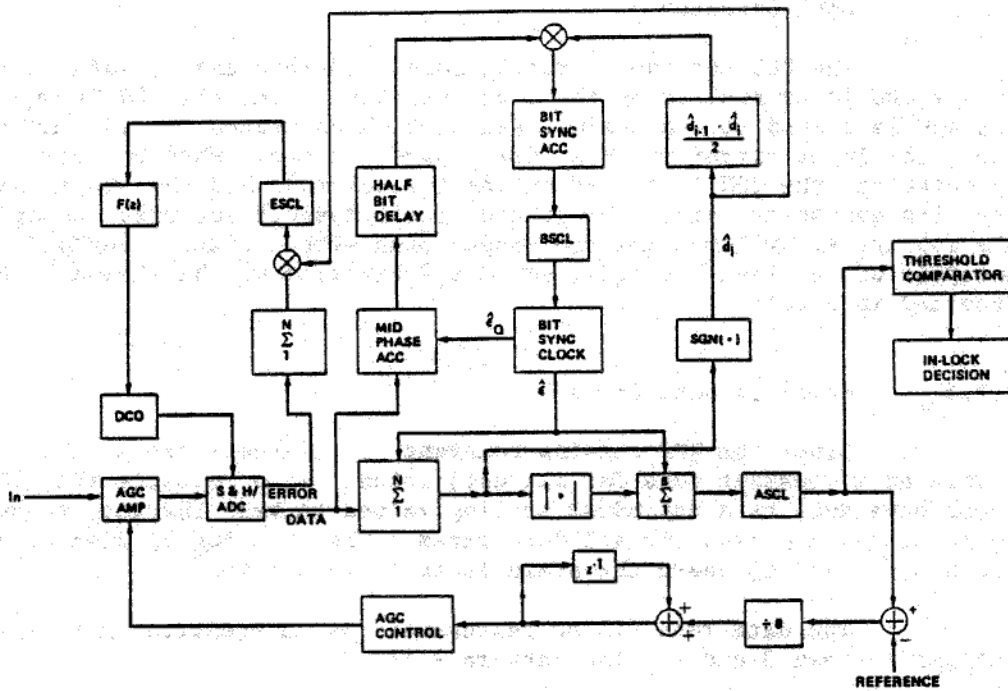 BIT
SYNC
ACC
d̂i-1 · d̂i
2
F(z)
ESCL
HALF
BIT
DELAY
BSCL
d̂i
THRESHOLD
COMPARATOR
N
Σ
1
MID
PHASE
ACC
ε̂Q
BIT
SYNC
CLOCK
ε̂
SGN(•)
IN-LOCK
DECISION
DCO
In
AGC
AMP
S & H/
ADC
ERROR
DATA
N
Σ
1
| • |
8
Σ
1
ASCL
z-1
AGC
CONTROL
+
+
÷ 8
+
−
REFERENCE